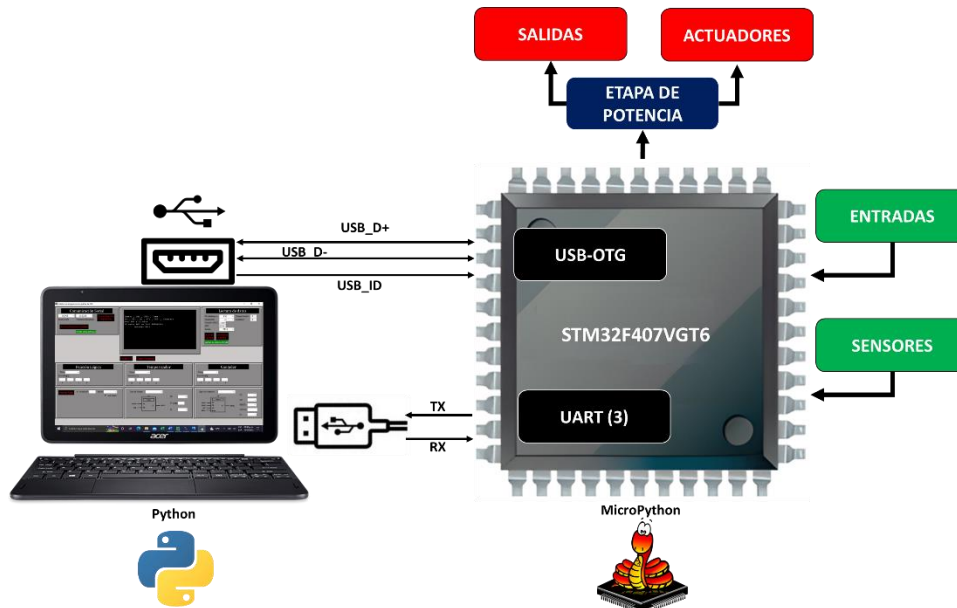 SALIDAS
ACTUADORES
ETAPA DE
POTENCIA
USB_D+
USB_D-
USB_ID
USB-OTG
ENTRADAS
STM32F407VGT6
SENSORES
TX
RX
UART (3)
acer
Python
MicroPython